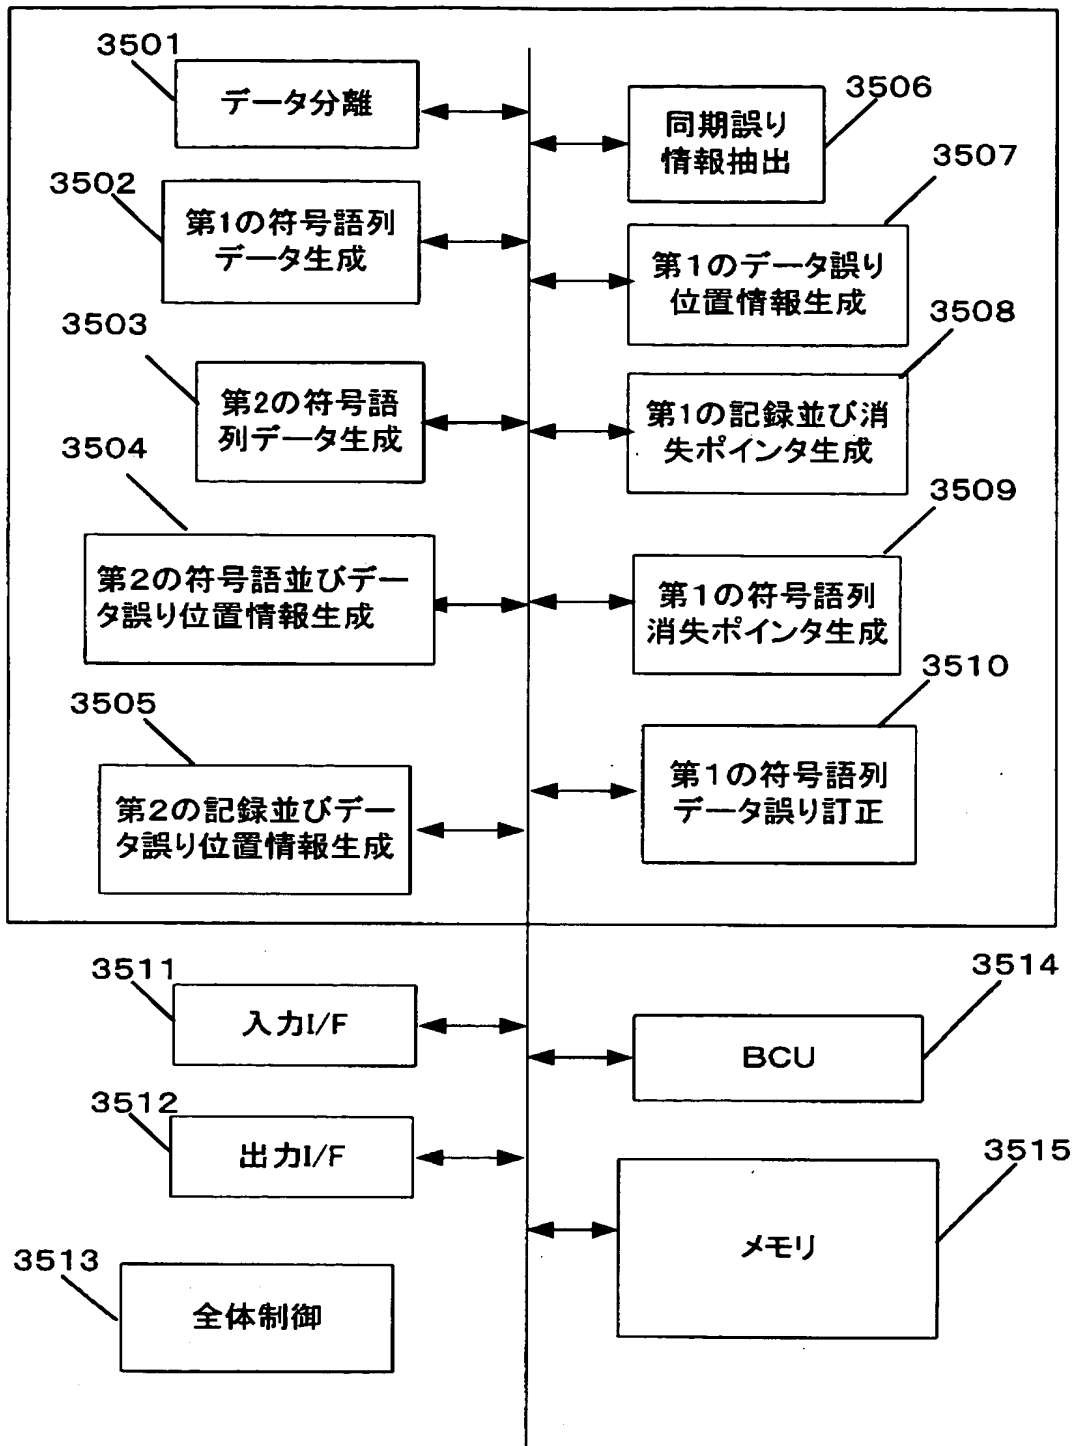 3501
データ分離
3506
同期誤り
情報抽出
3502
第1の符号語列
データ生成
3507
第1のデータ誤り
位置情報生成
3503
第2の符号語
列データ生成
3508
第1の記録並び消
失ポインタ生成
3504
第2の符号語並びデー
タ誤り位置情報生成
3509
第1の符号語列
消失ポインタ生成
3505
第2の記録並びデー
タ誤り位置情報生成
3510
第1の符号語列
データ誤り訂正
3511
入力I/F
3514
BCU
3512
出力I/F
3515
メモリ
3513
全体制御